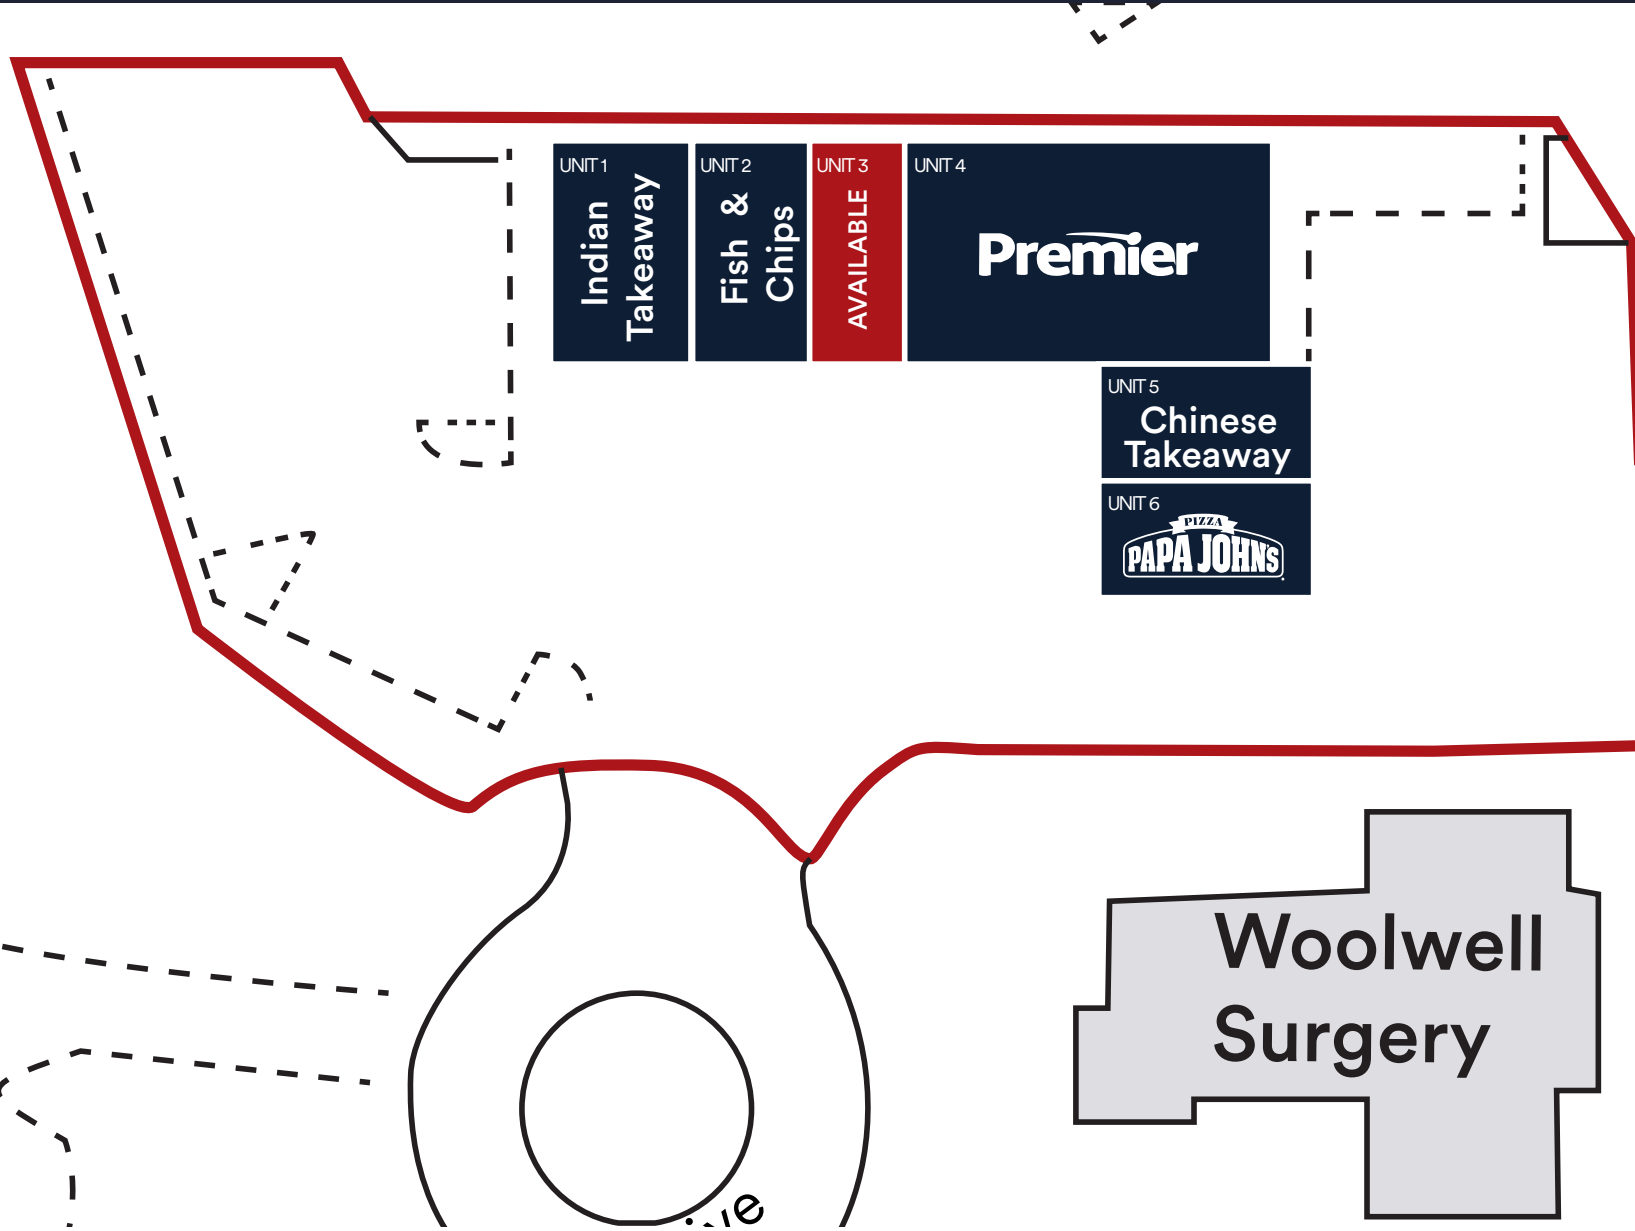 UNIT 1
Indian
Takeaway
UNIT 2
Fish &
Chips
UNIT 3
AVAILABLE
UNIT 4
Premier
UNIT 5
Chinese
Takeaway
UNIT 6
PIZZA
PAPA JOHN'S
Woolwell
Surgery